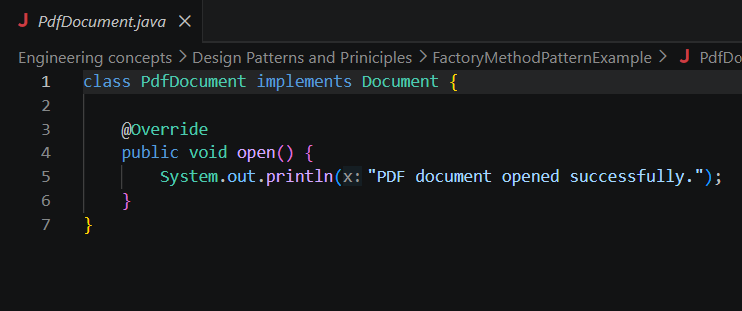 J PdfDocument.java ×
Engineering concepts > Design Patterns and Priniciples > FactoryMethodPatternExample > J PdfDo
1 class PdfDocument implements Document {
2
3 @Override
4 public void open() {
5 System.out.println(x: "PDF document opened successfully.");
6 }
7 }